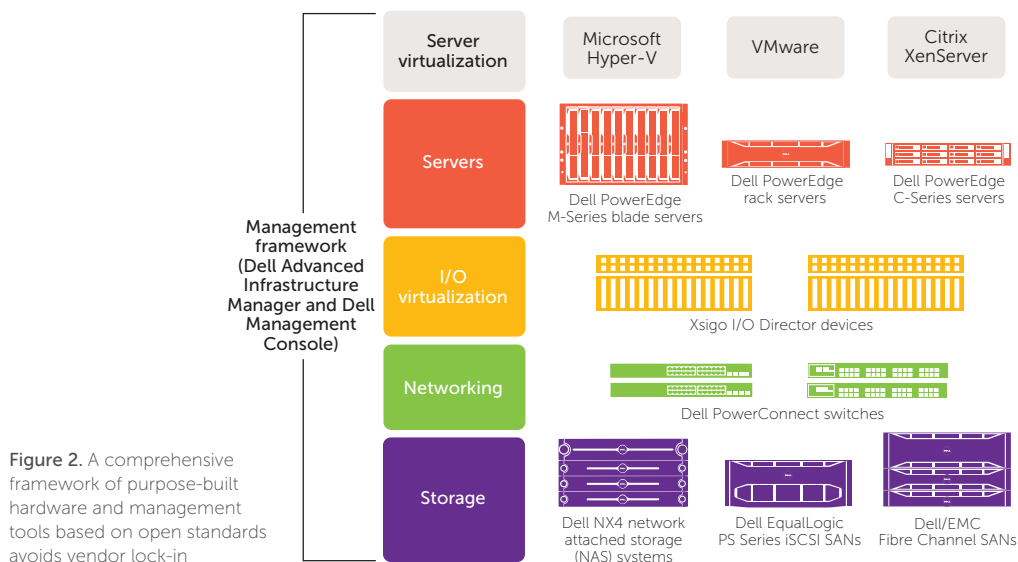 Server
virtualization
Microsoft
Hyper-V
VMware
Citrix
XenServer
Servers
Dell PowerEdge
M-Series blade servers
Dell PowerEdge
rack servers
Dell PowerEdge
C-Series servers
Management
framework
(Dell Advanced
Infrastructure
Manager and Dell
Management
Console)
I/O
virtualization
Xsigo I/O Director devices
Networking
Dell PowerConnect switches
Storage
Dell NX4 network
attached storage
(NAS) systems
Dell EqualLogic
PS Series iSCSI SANs
Dell/EMC
Fibre Channel SANs
Figure 2. A comprehensive
framework of purpose-built
hardware and management
tools based on open standards
avoids vendor lock-in